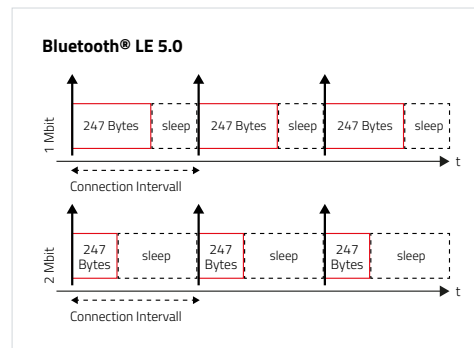 Bluetooth® LE 5.0
1 Mbit
247 Bytes sleep 247 Bytes sleep 247 Bytes sleep
t
Connection Intervall
2 Mbit
247 Bytes sleep 247 Bytes sleep 247 Bytes sleep
t
Connection Intervall